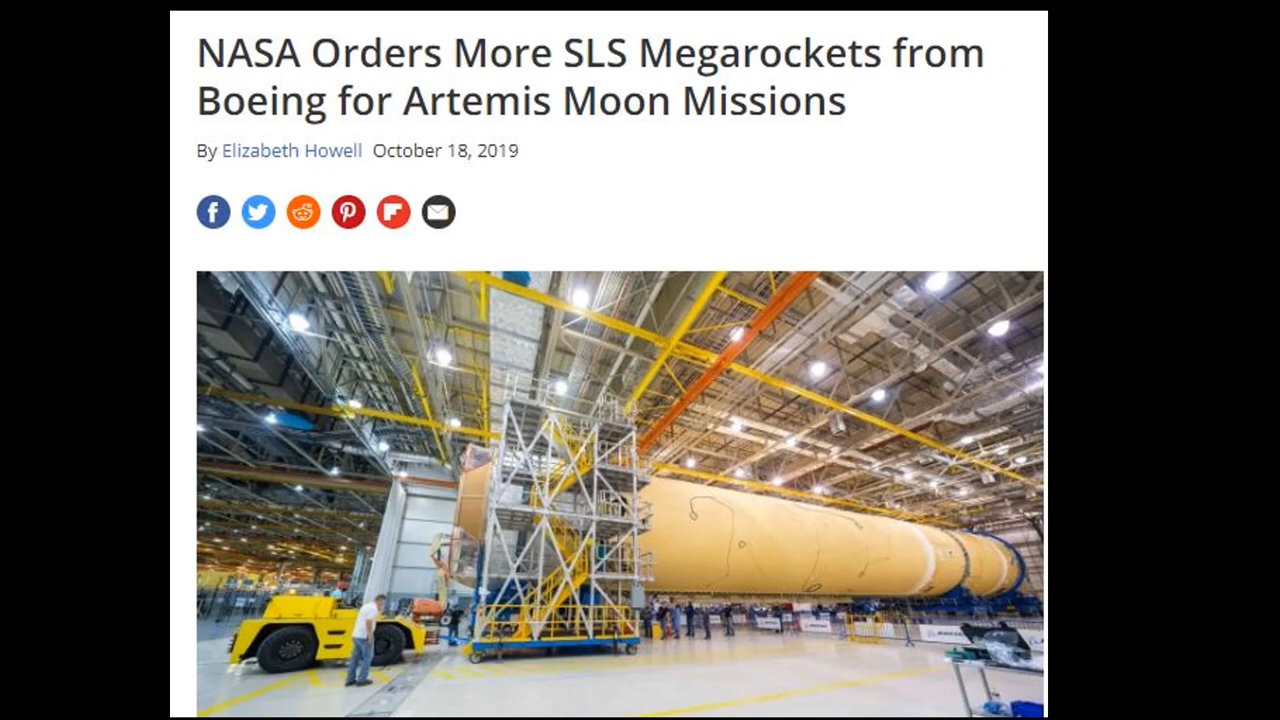 NASA Orders More SLS Megarockets from
Boeing for Artemis Moon Missions
By Elizabeth Howell October 18, 2019